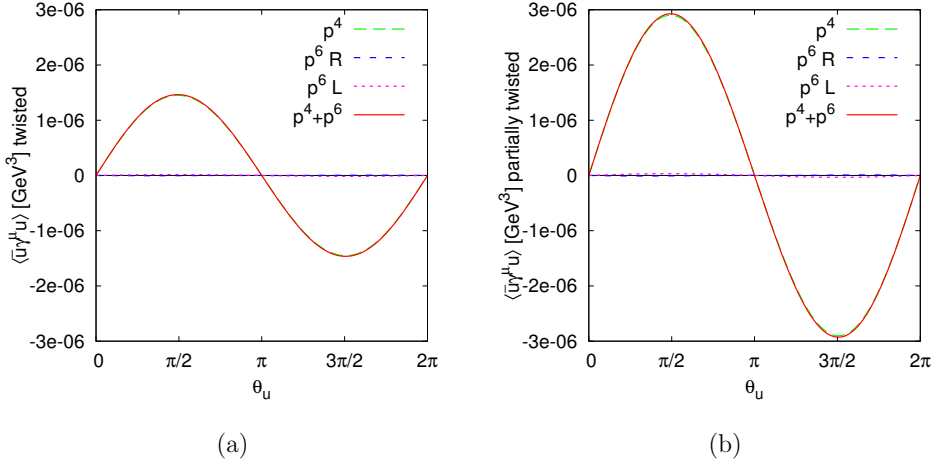 ⟨ūγ^μu⟩ [GeV^3] twisted
3e-06
2e-06
1e-06
0
-1e-06
-2e-06
-3e-06
0 π/2 π 3π/2 2π
θ_u
p^4
p^6 R
p^6 L
p^4+p^6
(a)
⟨ūγ^μu⟩ [GeV^3] partially twisted
3e-06
2e-06
1e-06
0
-1e-06
-2e-06
-3e-06
0 π/2 π 3π/2 2π
θ_u
p^4
p^6 R
p^6 L
p^4+p^6
(b)